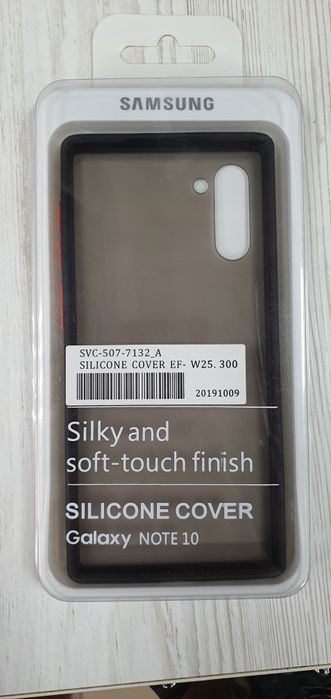 SAMSUNG
SVC-507-7132_A
SILICONE COVER EF- W25.300
20191009
Silky and
soft-touch finish
SILICONE COVER
Galaxy NOTE 10